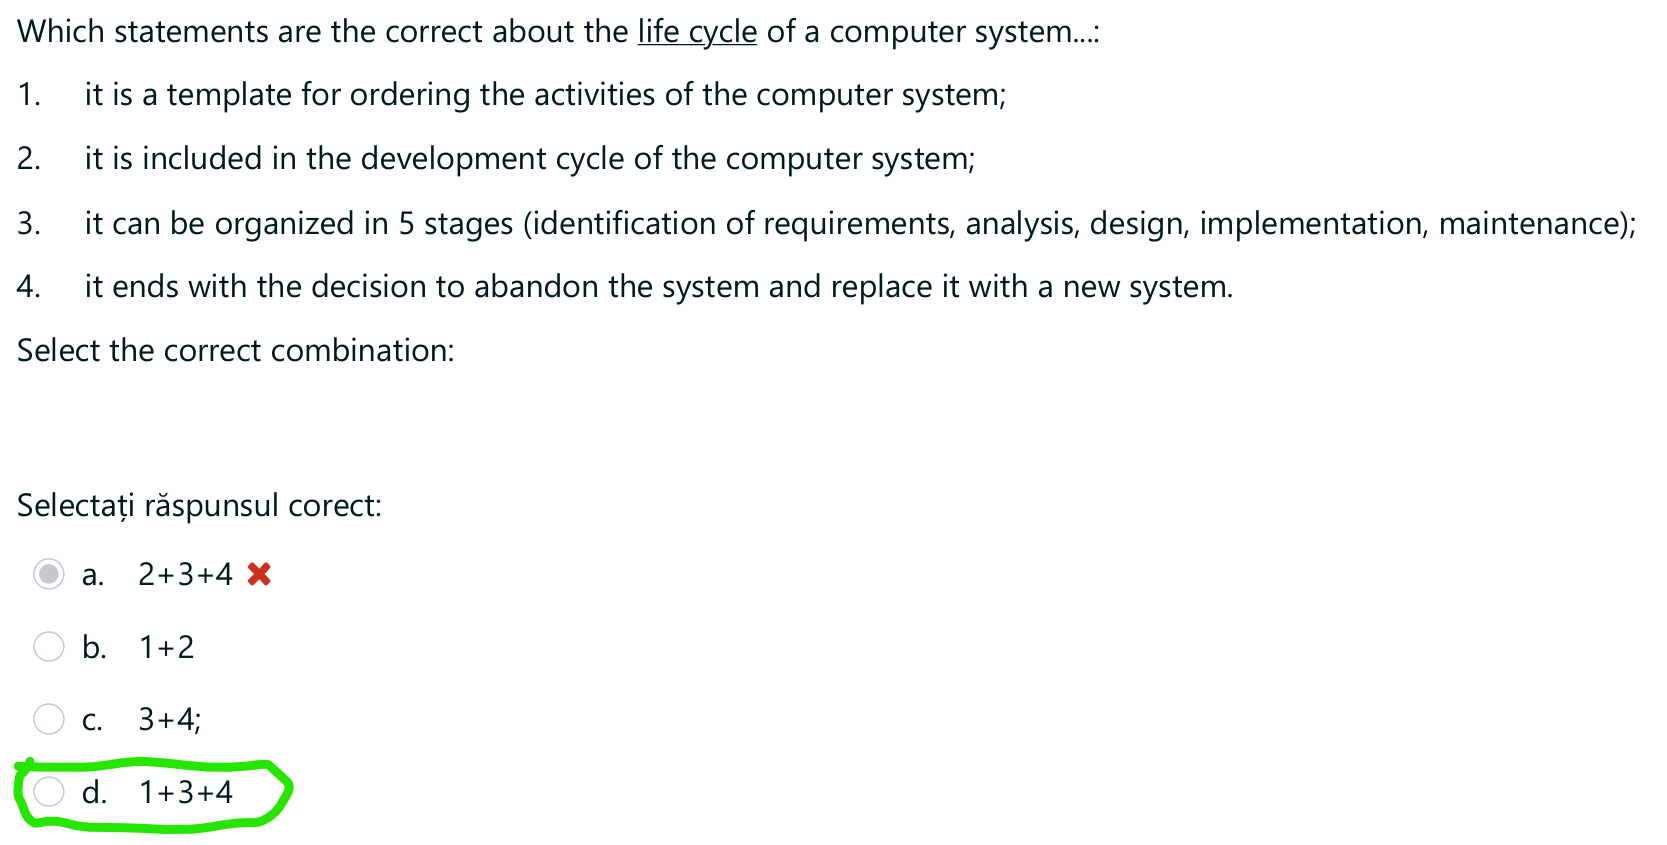 Which statements are the correct about the life cycle of a computer system...:
1. it is a template for ordering the activities of the computer system;
2. it is included in the development cycle of the computer system;
3. it can be organized in 5 stages (identification of requirements, analysis, design, implementation, maintenance);
4. it ends with the decision to abandon the system and replace it with a new system.
Select the correct combination:
Selectați răspunsul corect:
a. 2+3+4
b. 1+2
c. 3+4;
d. 1+3+4